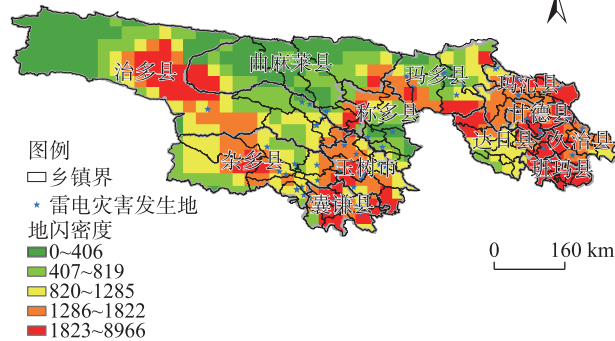 治多县
曲麻莱县
玛多县
玛沁县
称多县
甘德县
达日县
久治县
杂多县
玉树市
班玛县
囊谦县
图例
乡镇界
雷电灾害发生地
地闪密度
0~406
407~819
820~1285
1286~1822
1823~8966
0 160 km